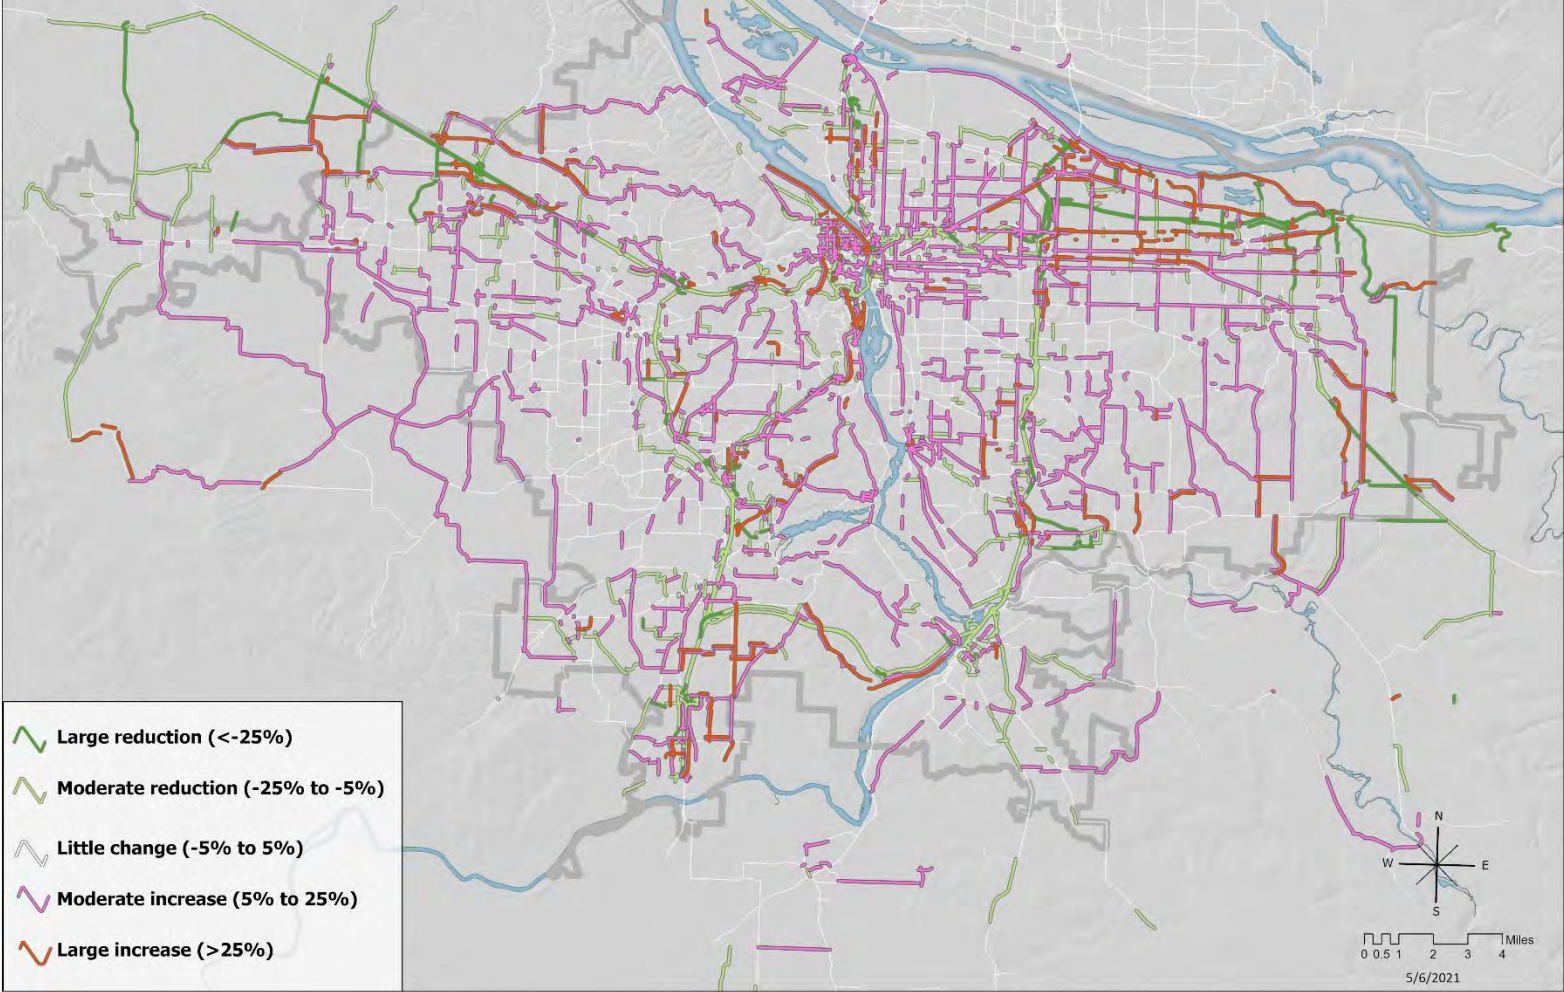 Large reduction (<-25%)
Moderate reduction (-25% to -5%)
Little change (-5% to 5%)
Moderate increase (5% to 25%)
Large increase (>25%)
N
W E
S
Miles
0 0.5 1 2 3 4
5/6/2021